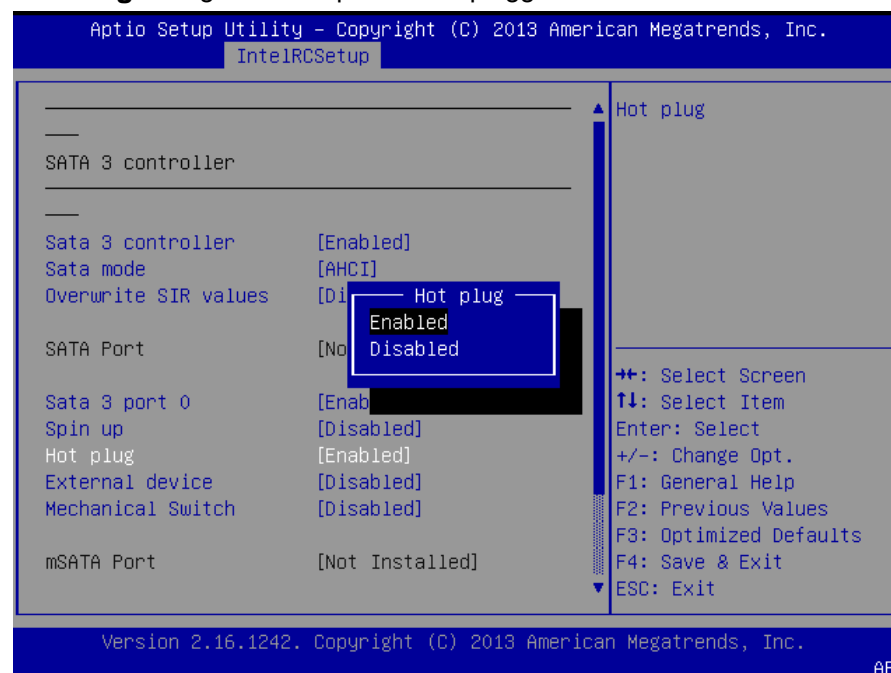 Aptio Setup Utility – Copyright (C) 2013 American Megatrends, Inc.
IntelRCSetup
SATA 3 controller
Sata 3 controller [Enabled]
Sata mode [AHCI]
Overwrite SIR values [Di
SATA Port [No
Sata 3 port 0 [Enab
Spin up [Disabled]
Hot plug [Enabled]
External device [Disabled]
Mechanical Switch [Disabled]
mSATA Port [Not Installed]
Hot plug
Enabled
Disabled
Hot plug
→←: Select Screen
↑↓: Select Item
Enter: Select
+/-: Change Opt.
F1: General Help
F2: Previous Values
F3: Optimized Defaults
F4: Save & Exit
ESC: Exit
Version 2.16.1242. Copyright (C) 2013 American Megatrends, Inc.